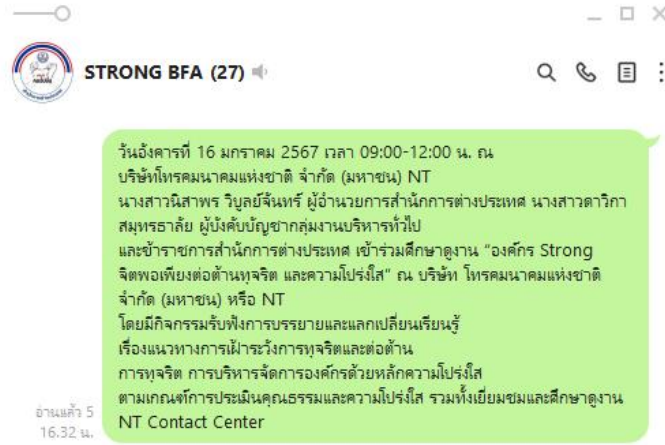 STRONG BFA (27)
วันอังคารที่ 16 มกราคม 2567 เวลา 09:00-12:00 น. ณ
บริษัทโทรคมนาคมแห่งชาติ จำกัด (มหาชน) NT
นางสาวนิสาพร วิบูลย์จันทร์ ผู้อำนวยการสำนักการต่างประเทศ นางสาวดาวิกา
สมุทรธาลัย ผู้บังคับบัญชากลุ่มงานบริหารทั่วไป
และข้าราชการสำนักการต่างประเทศ เข้าร่วมศึกษาดูงาน “องค์กร Strong
จิตพอเพียงต่อต้านทุจริต และความโปร่งใส” ณ บริษัท โทรคมนาคมแห่งชาติ
จำกัด (มหาชน) หรือ NT
โดยมีกิจกรรมรับฟังการบรรยายและแลกเปลี่ยนเรียนรู้
เรื่องแนวทางการเฝ้าระวังการทุจริตและต่อต้าน
การทุจริต การบริหารจัดการองค์กรด้วยหลักความโปร่งใส
ตามเกณฑ์การประเมินคุณธรรมและความโปร่งใส รวมทั้งเยี่ยมชมและศึกษาดูงาน
NT Contact Center
อ่านแล้ว 5
16.32 น.